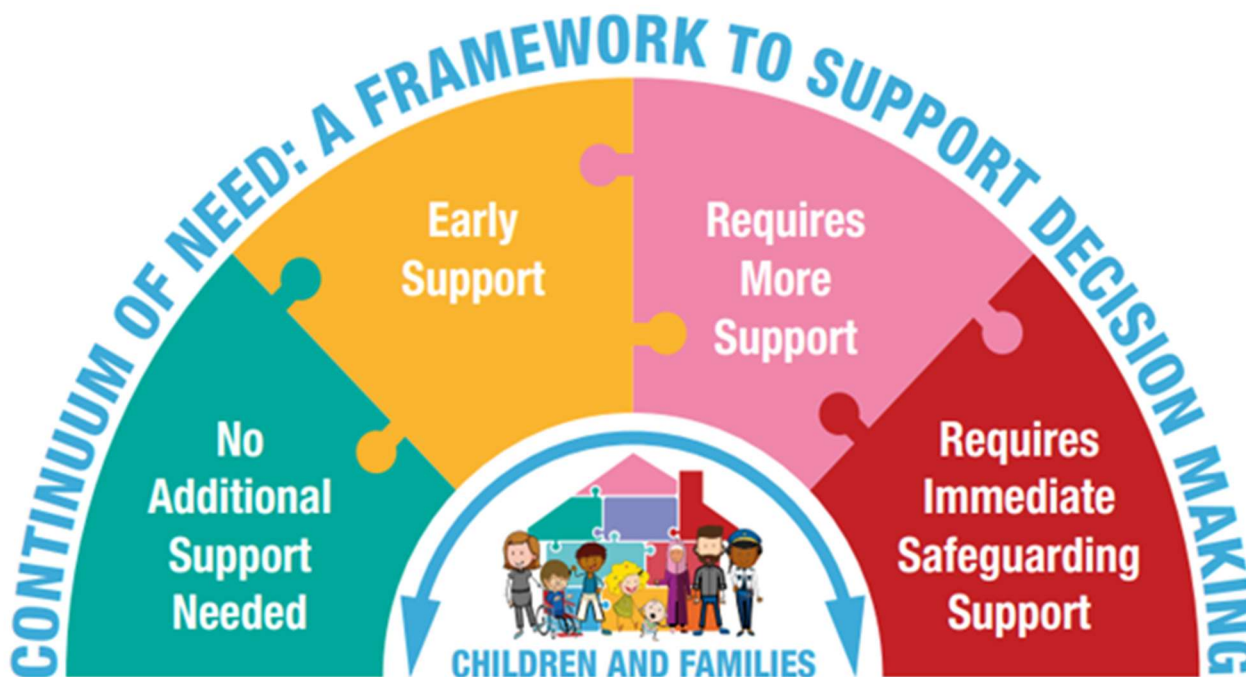 CONTINUUM OF NEED: A FRAMEWORK TO SUPPORT DECISION MAKING
No
Additional
Support
Needed
Early
Support
Requires
More
Support
Requires
Immediate
Safeguarding
Support
CHILDREN AND FAMILIES